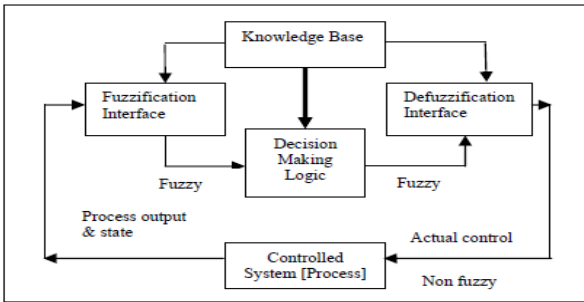 Knowledge Base
Fuzzification
Interface
Defuzzification
Interface
Decision
Making
Logic
Fuzzy
Fuzzy
Process output
& state
Actual control
Controlled
System [Process]
Non fuzzy